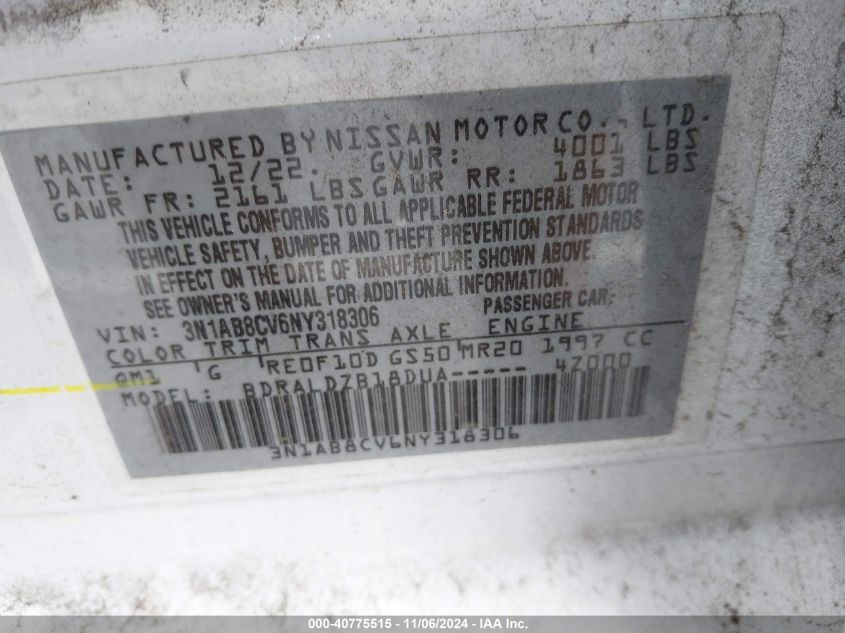 MANUFACTURED BY NISSAN MOTOR CO., LTD.
DATE: 12/22. GVWR: 4001 LBS
GAWR FR: 2161 LBS GAWR RR: 1863 LBS
THIS VEHICLE CONFORMS TO ALL APPLICABLE FEDERAL MOTOR
VEHICLE SAFETY, BUMPER AND THEFT PREVENTION STANDARDS
IN EFFECT ON THE DATE OF MANUFACTURE SHOWN ABOVE
SEE OWNER'S MANUAL FOR ADDITIONAL INFORMATION.
VIN: 3N1AB8CV6NY318306 PASSENGER CAR:
COLOR TRIM TRANS AXLE ENGINE
QM1 G RE0F10D GS50 MR20 1997 CC
MODEL: BDRALDZB18DUA----- 4Z000
3N1AB8CV6NY318306
000-40775515 - 11/06/2024 - IAA Inc.